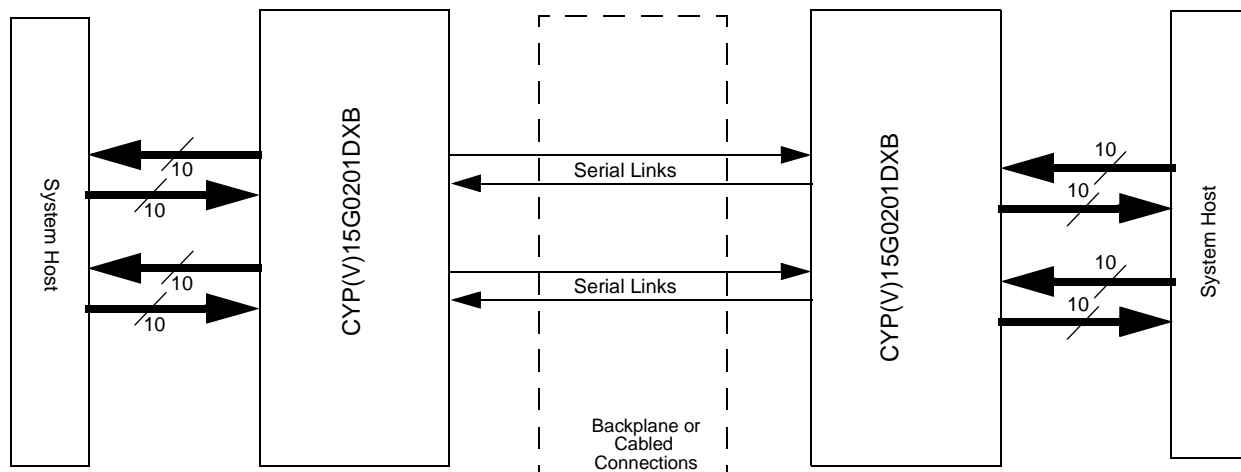 System Host
10
10
10
10
CYP(V)15G0201DXB
Serial Links
Serial Links
Backplane or
Cabled
Connections
CYP(V)15G0201DXB
10
10
10
10
System Host